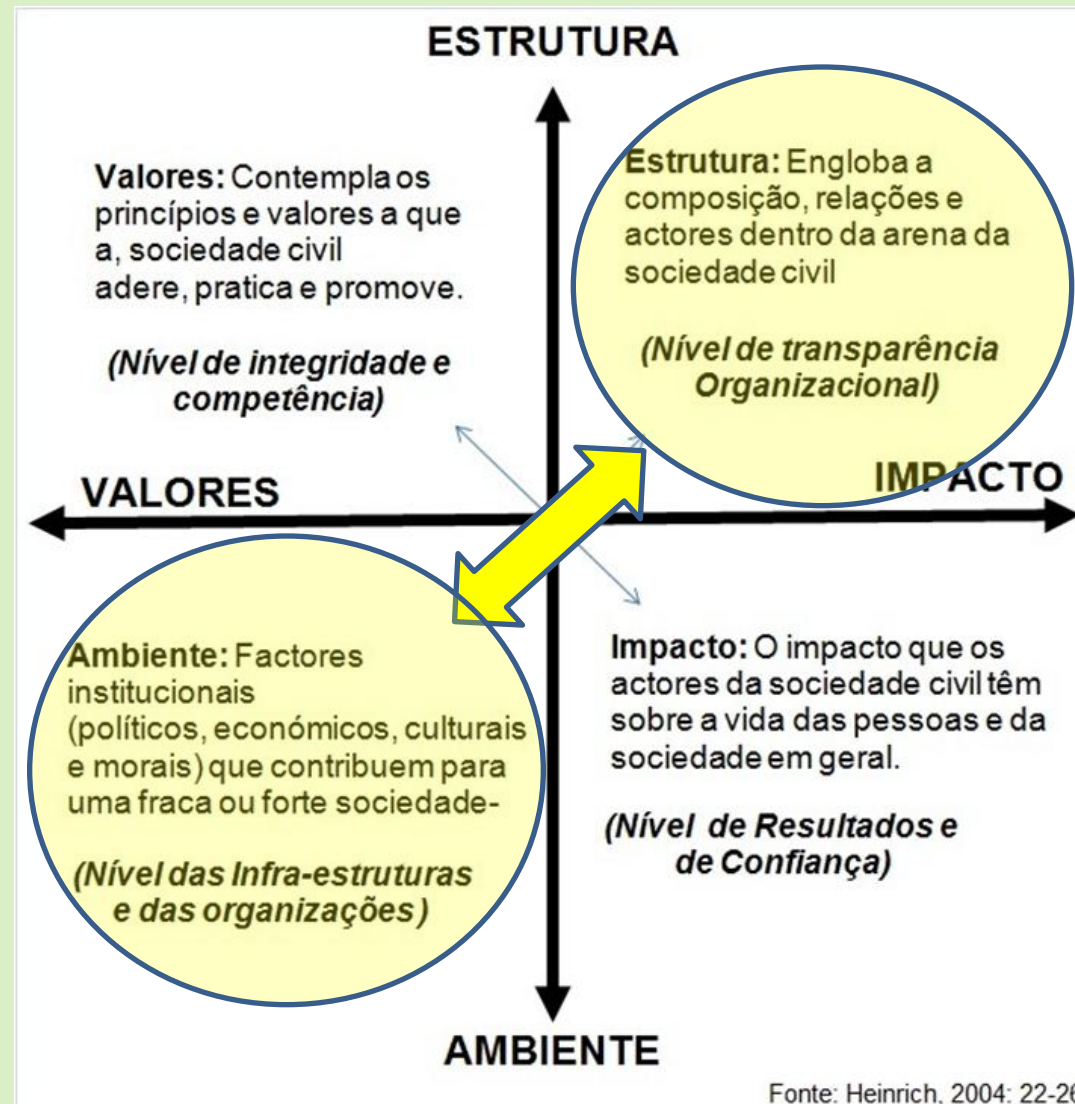 ESTRUTURA
Valores: Contempla os
princípios e valores a que
a, sociedade civil
adere, pratica e promove.
(Nível de integridade e
competência)
Estrutura: Engloba a
composição, relações e
actores dentro da arena da
sociedade civil
(Nível de transparência
Organizacional)
VALORES
IMPACTO
Ambiente: Factores
institucionais
(políticos, económicos, culturais
e morais) que contribuem para
uma fraca ou forte sociedade-
(Nível das Infra-estruturas
e das organizações)
Impacto: O impacto que os
actores da sociedade civil têm
sobre a vida das pessoas e da
sociedade em geral.
(Nível de Resultados e
de Confiança)
AMBIENTE
Fonte: Heinrich, 2004: 22-26